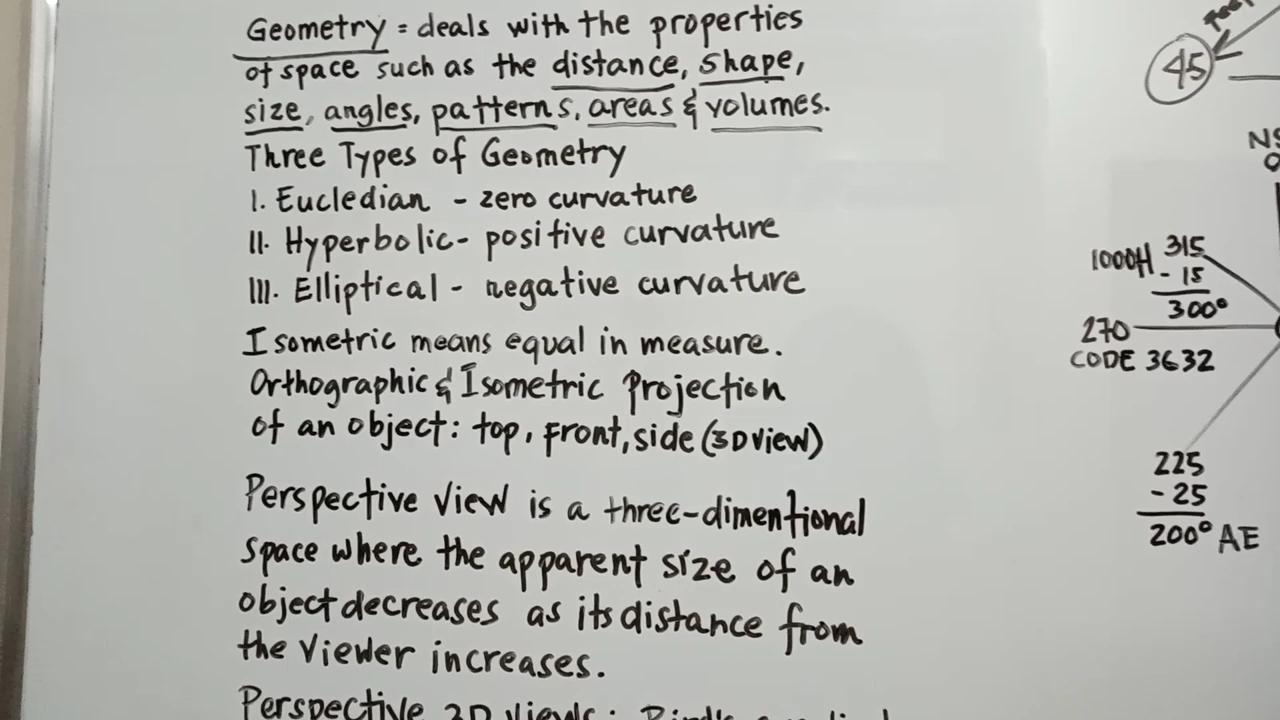 Geometry = deals with the properties
of space such as the distance, shape,
size, angles, patterns, areas & volumes.
Three Types of Geometry
I. Eucledian - zero curvature
II. Hyperbolic - positive curvature
III. Elliptical - negative curvature
Isometric means equal in measure.
Orthographic & Isometric Projection
of an object: top, front, side (3D view)
Perspective View is a three-dimentional
space where the apparent size of an
object decreases as its distance from
the Viewer increases.
Perspective 3D Views:
45
1000H 315
- 15
300°
270
CODE 3632
225
- 25
200° AE